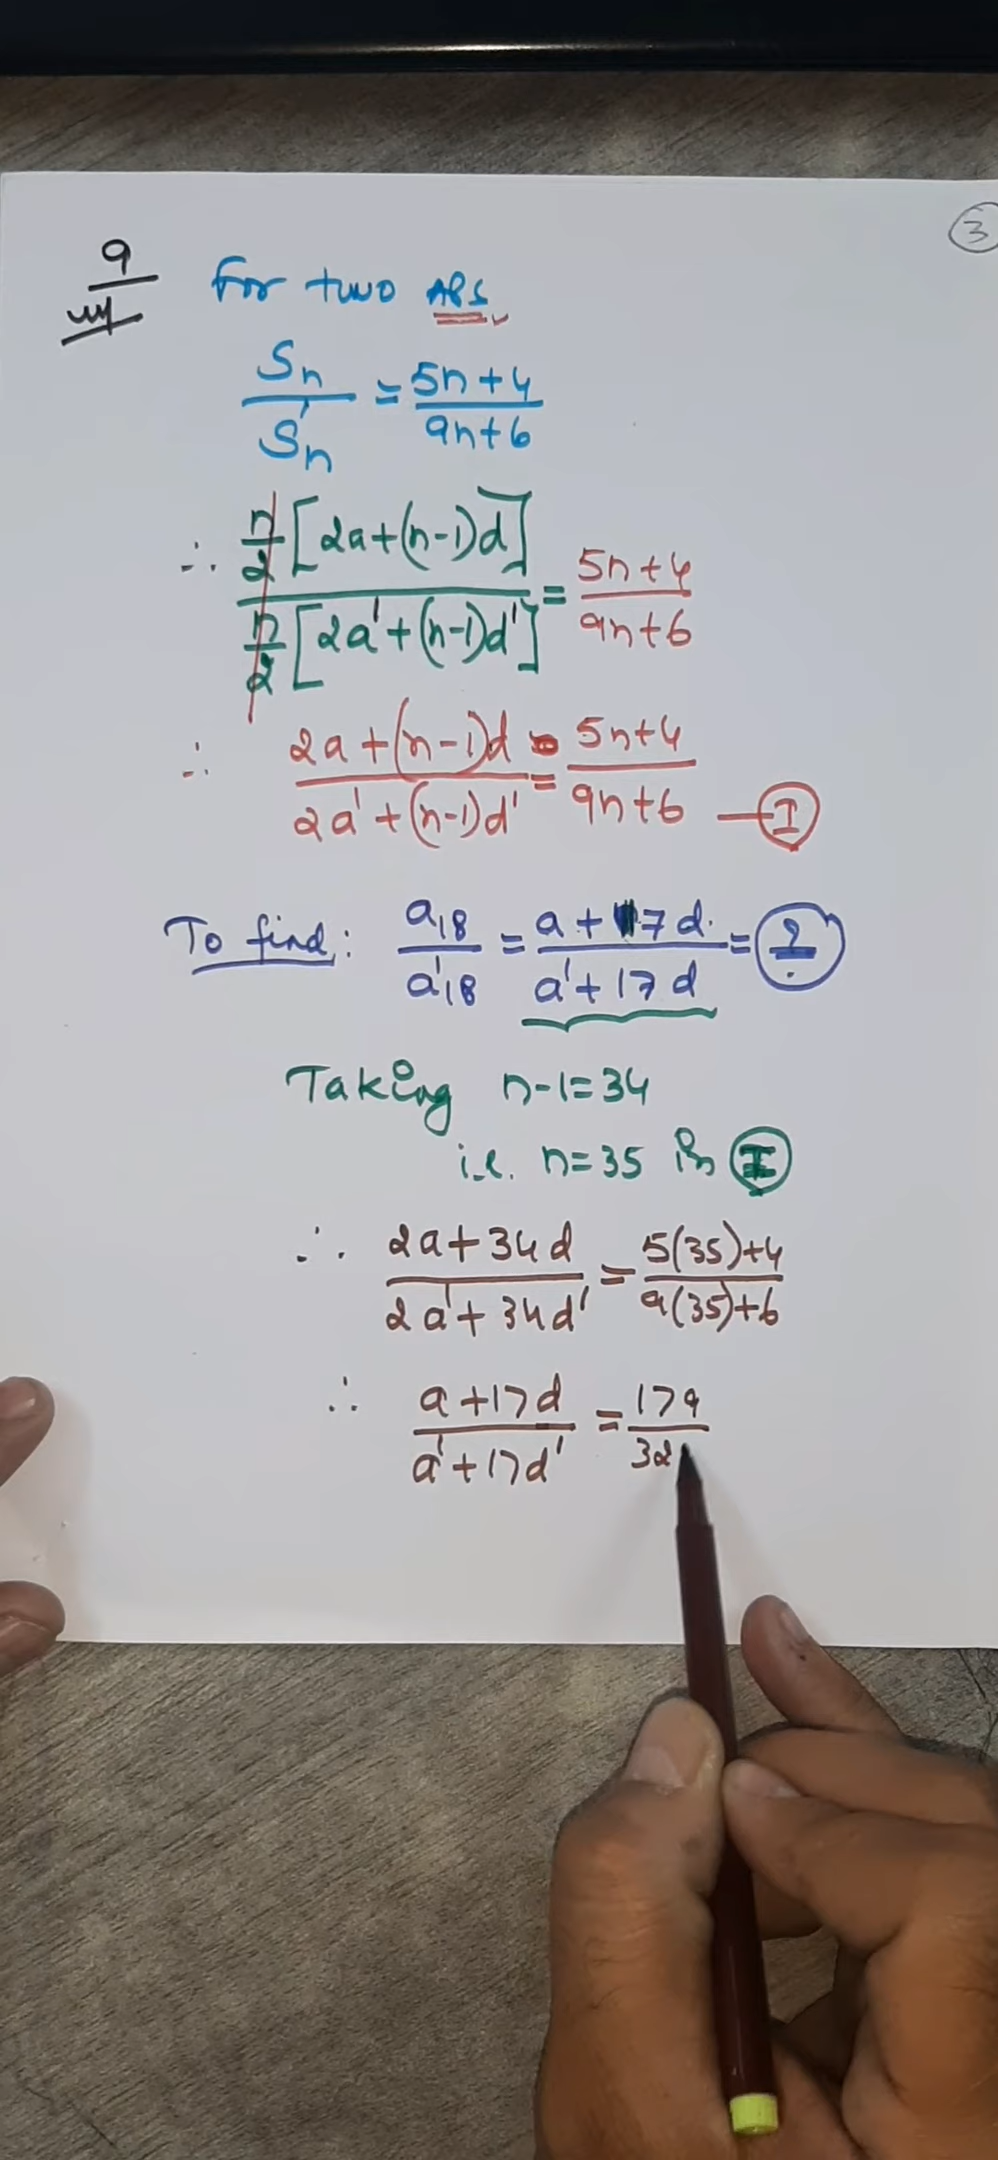 3
9
For two APs
Sn/S'n = 5n+4/9n+6
∴ n/2[2a+(n-1)d]/n/2[2a'+(n-1)d'] = 5n+4/9n+6
∴ 2a+(n-1)d/2a'+(n-1)d' = 5n+4/9n+6 — I
To find: a18/a'18 = a+17d/a'+17d = ?
Taking n-1=34
i.e. n=35 in I
∴ 2a+34d/2a'+34d' = 5(35)+4/9(35)+6
∴ a+17d/a'+17d' = 179/32